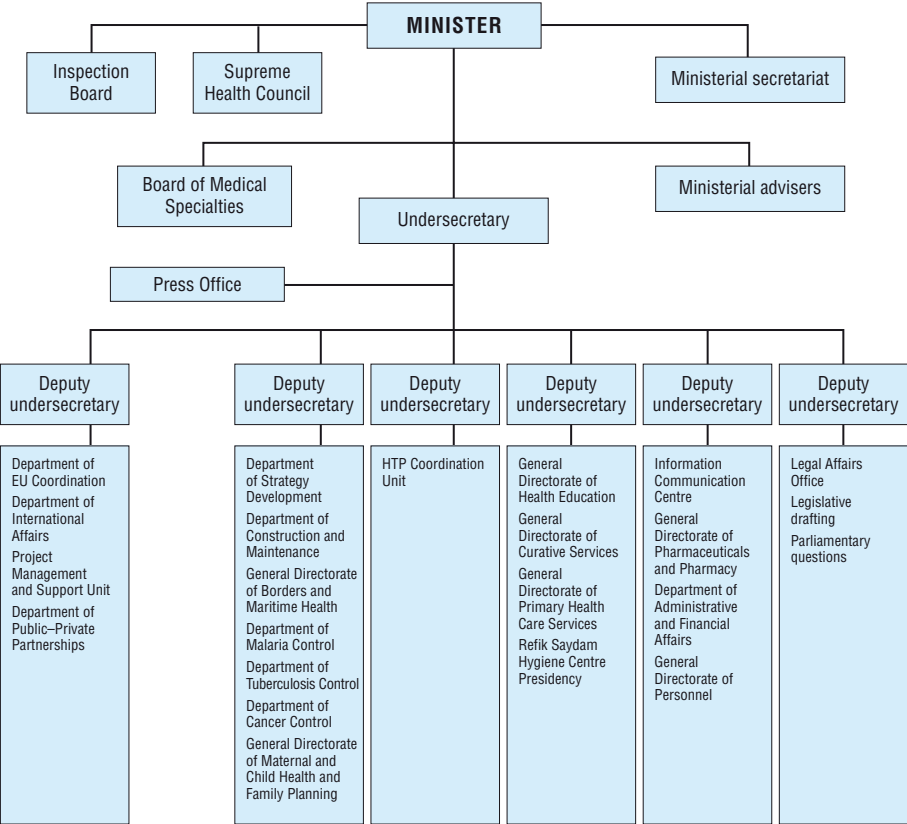 MINISTER
Inspection
Board
Supreme
Health Council
Ministerial secretariat
Board of Medical
Specialties
Ministerial advisers
Undersecretary
Press Office
Deputy
undersecretary
Deputy
undersecretary
Deputy
undersecretary
Deputy
undersecretary
Deputy
undersecretary
Deputy
undersecretary
Department of
EU Coordination
Department of
International
Affairs
Project
Management
and Support Unit
Department of
Public–Private
Partnerships
Department
of Strategy
Development
Department of
Construction and
Maintenance
General Directorate
of Borders and
Maritime Health
Department of
Malaria Control
Department of
Tuberculosis Control
Department of
Cancer Control
General Directorate
of Maternal and
Child Health and
Family Planning
HTP Coordination
Unit
General
Directorate of
Health Education
General
Directorate of
Curative Services
General
Directorate of
Primary Health
Care Services
Refik Saydam
Hygiene Centre
Presidency
Information
Communication
Centre
General
Directorate of
Pharmaceuticals
and Pharmacy
Department of
Administrative
and Financial
Affairs
General
Directorate of
Personnel
Legal Affairs
Office
Legislative
drafting
Parliamentary
questions